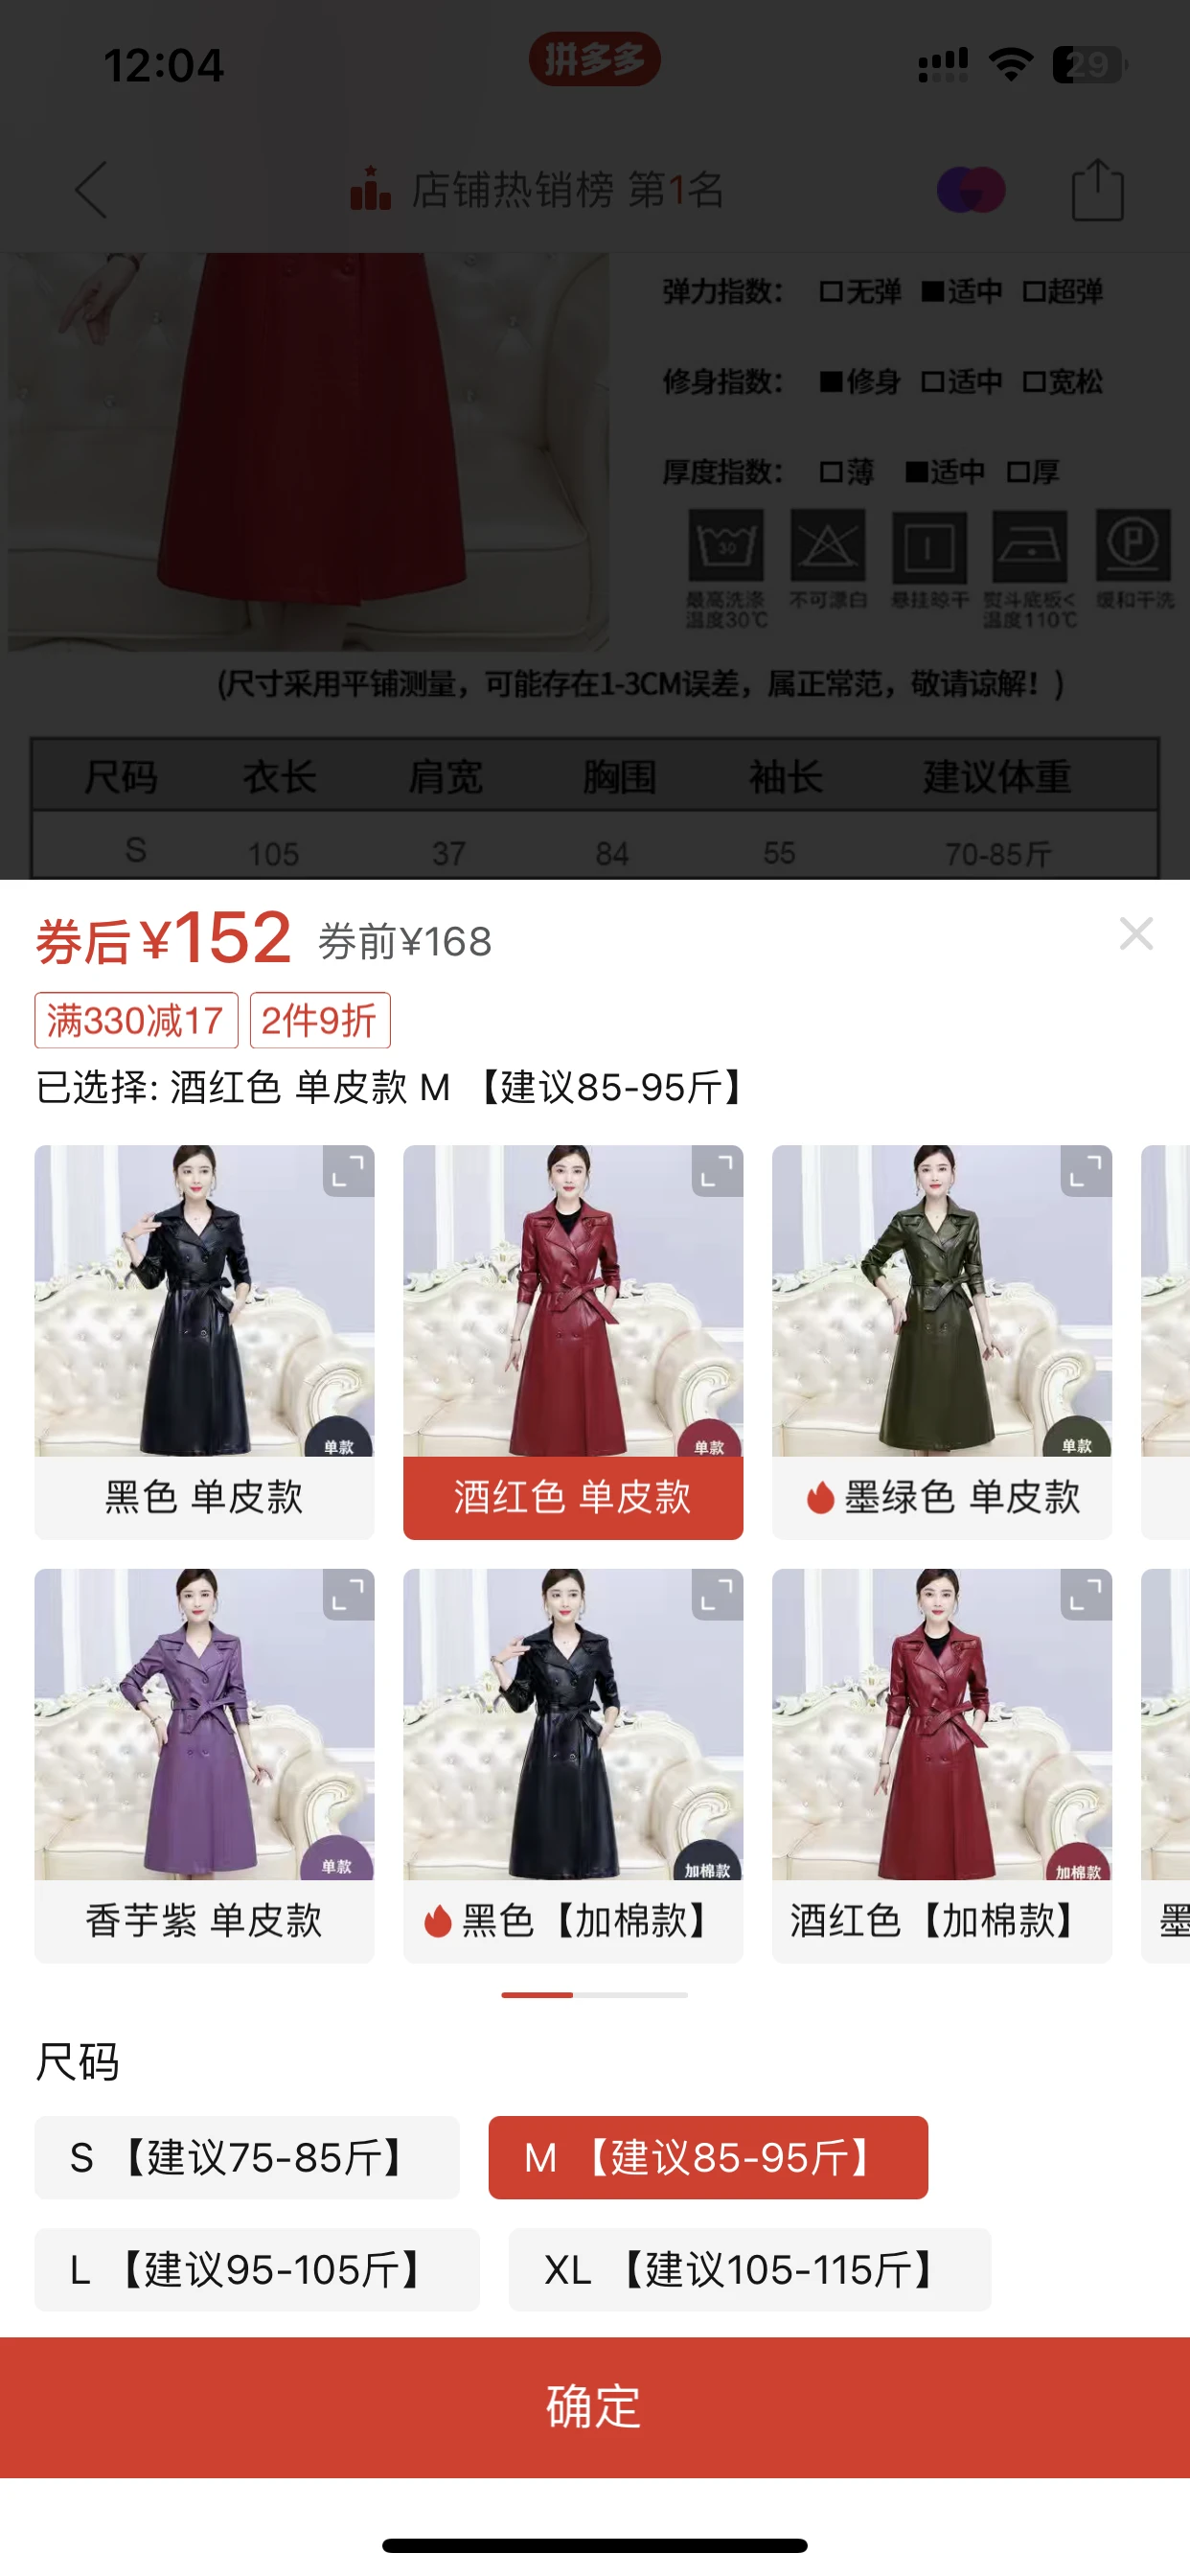 12:04
拼多多
29
店铺热销榜 第1名
弹力指数： □无弹 ■适中 □超弹
修身指数： ■修身 □适中 □宽松
厚度指数： □薄 ■适中 □厚
30
P
最高洗涤温度30℃
不可漂白
悬挂晾干
熨斗底板<温度110℃
缓和干洗
(尺寸采用平铺测量，可能存在1-3CM误差，属正常范，敬请谅解！)
尺码 衣长 肩宽 胸围 袖长 建议体重
S 105 37 84 55 70-85斤
券后¥152 券前¥168
满330减17 2件9折
已选择: 酒红色 单皮款 M 【建议85-95斤】
单款
单款
单款
黑色 单皮款
酒红色 单皮款
墨绿色 单皮款
单款
加棉款
加棉款
香芋紫 单皮款
黑色【加棉款】
酒红色【加棉款】
墨
尺码
S 【建议75-85斤】
M 【建议85-95斤】
L 【建议95-105斤】
XL 【建议105-115斤】
确定